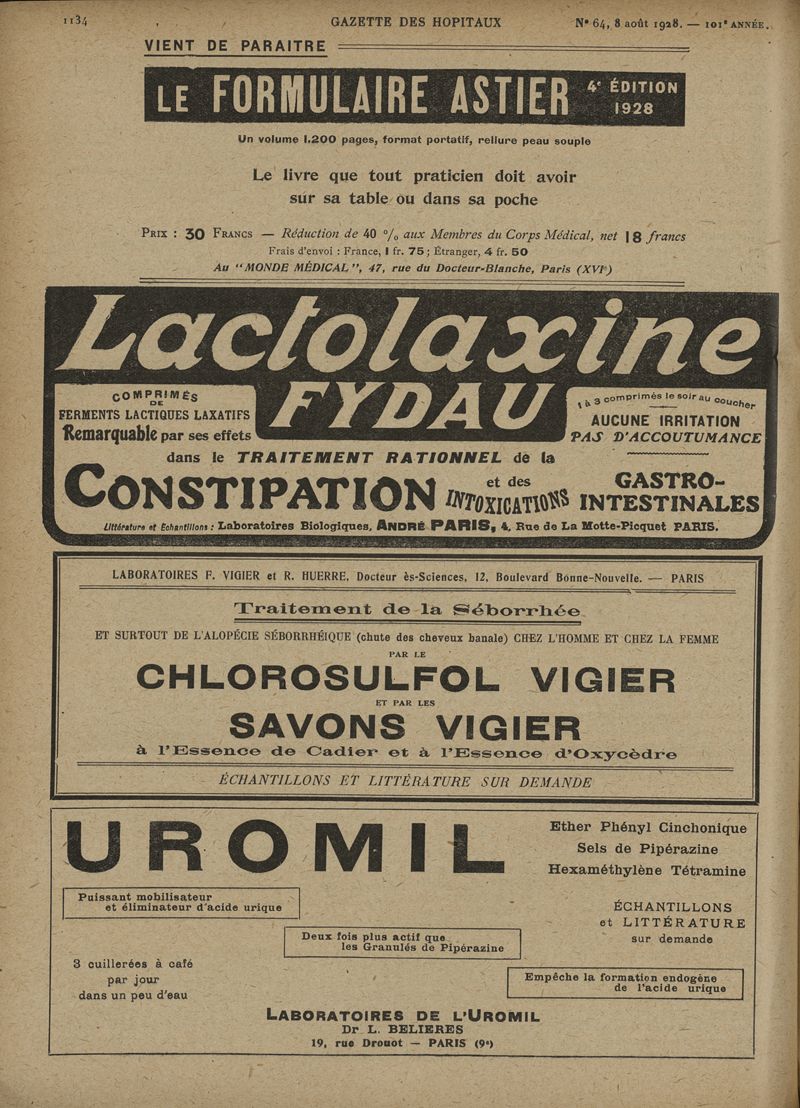 1134
GAZETTE DES HOPITAUX
N° 64, 8 août 1928. — 101e ANNÉE.
VIENT DE PARAITRE
LE FORMULAIRE ASTIER 4e ÉDITION 1928
Un volume 1.200 pages, format portatif, reliure peau souple
Le livre que tout praticien doit avoir
sur sa table ou dans sa poche
PRIX : 30 FRANCS — Réduction de 40 % aux Membres du Corps Médical, net 18 francs
Frais d'envoi : France, 1 fr. 75 ; Étranger, 4 fr. 50
Au "MONDE MÉDICAL", 47, rue du Docteur-Blanche, Paris (XVIe)
Lactolaxine
FYDAU
COMPRIMÉS
DE
FERMENTS LACTIQUES LAXATIFS
Remarquable par ses effets
1 à 3 comprimés le soir au coucher
AUCUNE IRRITATION
PAS D'ACCOUTUMANCE
dans le TRAITEMENT RATIONNEL de la
CONSTIPATION et des INTOXICATIONS GASTRO-INTESTINALES
Littérature et Echantillons : Laboratoires Biologiques, ANDRÉ PARIS, 4, Rue de La Motte-Picquet PARIS.
LABORATOIRES F. VIGIER et R. HUERRE, Docteur ès-Sciences, 12, Boulevard Bonne-Nouvelle. — PARIS
Traitement de la Séborrhée
ET SURTOUT DE L'ALOPÉCIE SÉBORRHÉIQUE (chute des cheveux banale) CHEZ L'HOMME ET CHEZ LA FEMME
PAR LE
CHLOROSULFOL VIGIER
ET PAR LES
SAVONS VIGIER
à l'Essence de Cadier et à l'Essence d'Oxycèdre
ÉCHANTILLONS ET LITTÉRATURE SUR DEMANDE
UROMIL
Ether Phényl Cinchonique
Sels de Pipérazine
Hexaméthylène Tétramine
Puissant mobilisateur
et éliminateur d'acide urique
ÉCHANTILLONS
et LITTÉRATURE
sur demande
Deux fois plus actif que
les Granulés de Pipérazine
3 cuillerées à café
par jour
dans un peu d'eau
Empêche la formation endogène
de l'acide urique
LABORATOIRES DE L'UROMIL
Dr L. BELIERES
19, rue Drouot — PARIS (9e)